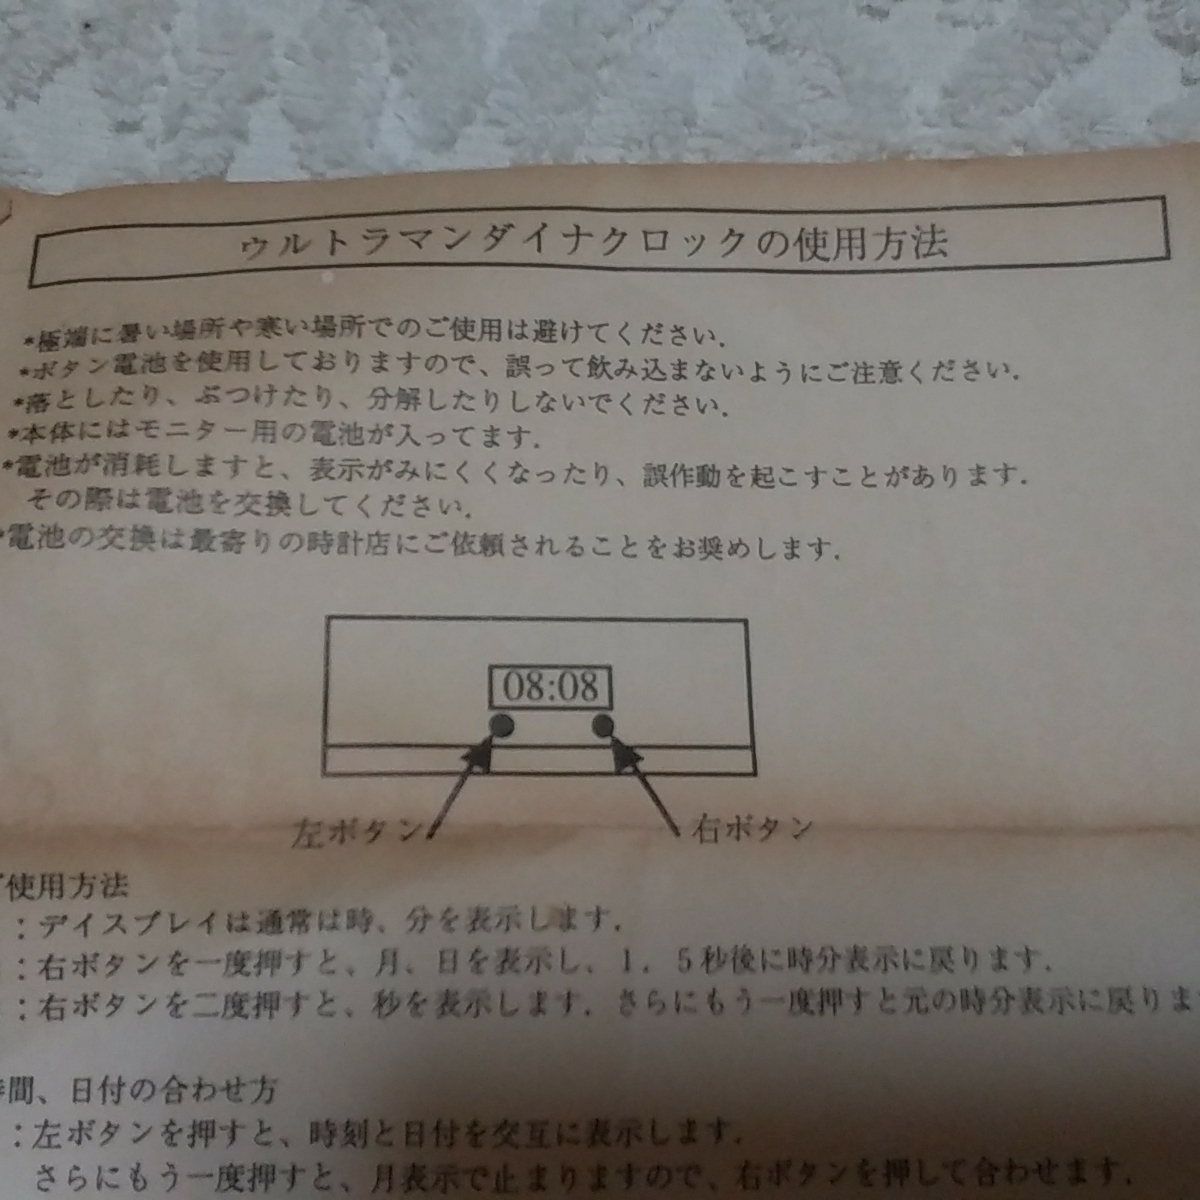 ウルトラマンダイナクロックの使用方法
*極端に暑い場所や寒い場所でのご使用は避けてください.
*ボタン電池を使用しておりますので、誤って飲み込まないようにご注意ください.
*落としたり、ぶつけたり、分解したりしないでください.
*本体にはモニター用の電池が入ってます.
*電池が消耗しますと、表示がみにくくなったり、誤作動を起こすことがあります.
その際は電池を交換してください.
*電池の交換は最寄りの時計店にご依頼されることをお奨めします.
08:08
左ボタン
右ボタン
ご使用方法
:デイスプレイは通常は時、分を表示します.
:右ボタンを一度押すと、月、日を表示し、1.5秒後に時分表示に戻ります.
:右ボタンを二度押すと、秒を表示します.さらにもう一度押すと元の時分表示に戻りま
時間、日付の合わせ方
:左ボタンを押すと、時刻と日付を交互に表示します.
さらにもう一度押すと、月表示で止まりますので、右ボタンを押して合わせます.